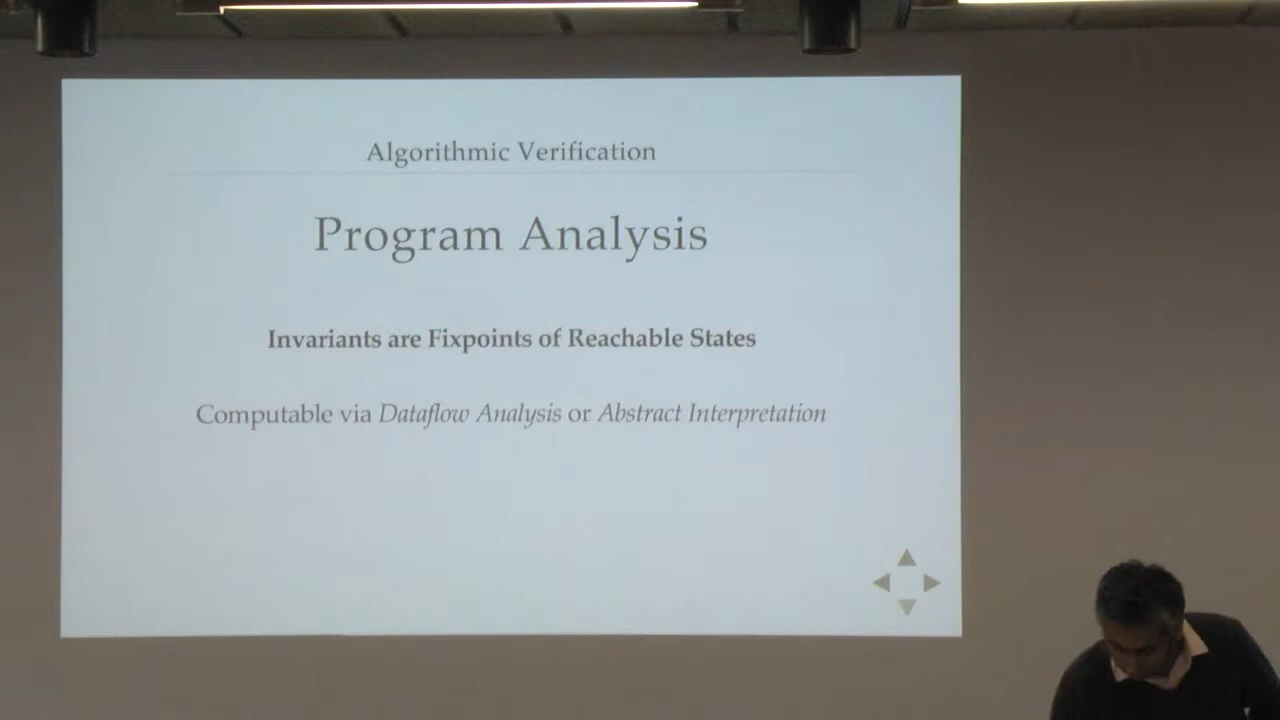 Algorithmic Verification
Program Analysis
Invariants are Fixpoints of Reachable States
Computable via Dataflow Analysis or Abstract Interpretation